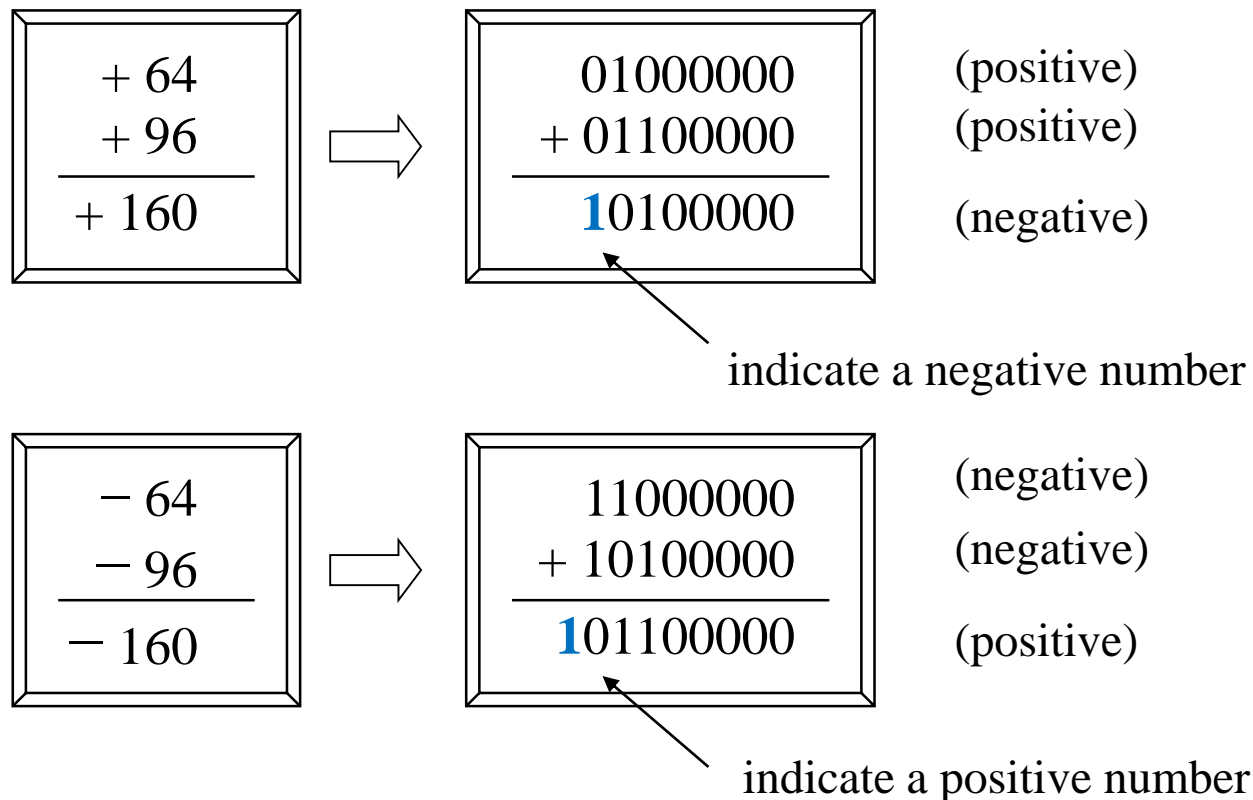 + 64
+ 96
+ 160
01000000
+ 01100000
10100000
(positive)
(positive)
(negative)
indicate a negative number
− 64
− 96
− 160
11000000
+ 10100000
101100000
(negative)
(negative)
(positive)
indicate a positive number